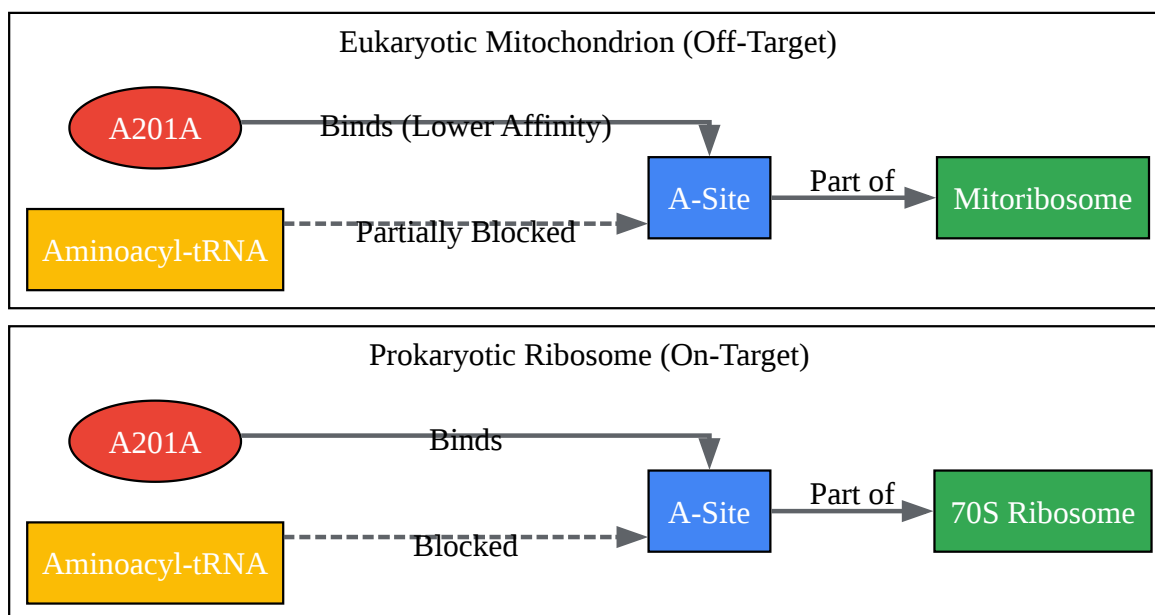 Eukaryotic Mitochondrion (Off-Target)
A201A
Binds (Lower Affinity)
A-Site
Part of
Mitoribosome
Aminoacyl-tRNA
Partially Blocked
Prokaryotic Ribosome (On-Target)
A201A
Binds
A-Site
Part of
70S Ribosome
Aminoacyl-tRNA
Blocked